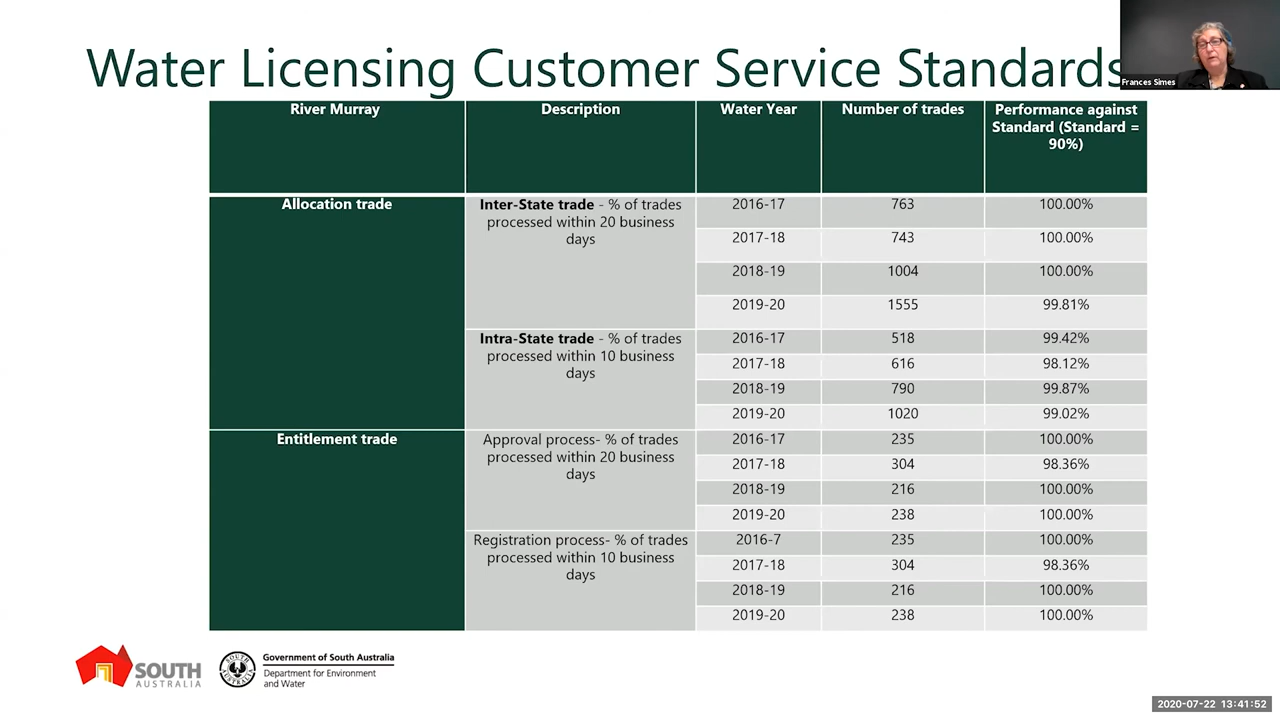 Water Licensing Customer Service Standards
Frances Simes
River Murray
Description
Water Year
Number of trades
Performance against
Standard (Standard =
90%)
Allocation trade
Inter-State trade - % of trades
processed within 20 business
days
2016-17 763 100.00%
2017-18 743 100.00%
2018-19 1004 100.00%
2019-20 1555 99.81%
Intra-State trade - % of trades
processed within 10 business
days
2016-17 518 99.42%
2017-18 616 98.12%
2018-19 790 99.87%
2019-20 1020 99.02%
Entitlement trade
Approval process- % of trades
processed within 20 business
days
2016-17 235 100.00%
2017-18 304 98.36%
2018-19 216 100.00%
2019-20 238 100.00%
Registration process- % of trades
processed within 10 business
days
2016-7 235 100.00%
2017-18 304 98.36%
2018-19 216 100.00%
2019-20 238 100.00%
SOUTH
AUSTRALIA
Government of South Australia
Department for Environment
and Water
2020-07-22 13:41:52